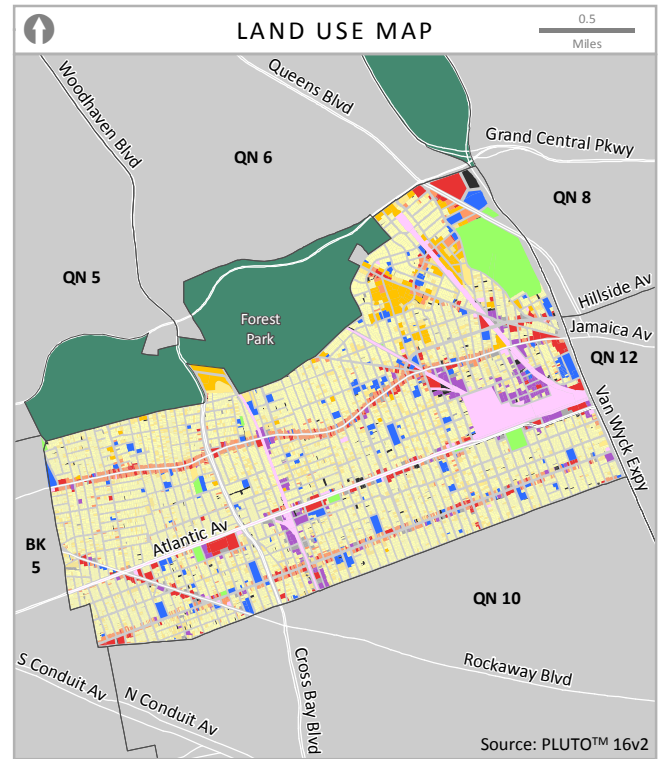 LAND USE MAP
0.5
Miles
Woodhaven Blvd
Queens Blvd
Grand Central Pkwy
QN 6
QN 8
QN 5
Hillside Av
Forest
Park
Jamaica Av
QN 12
Van Wyck Expy
Atlantic Av
BK
5
QN 10
Rockaway Blvd
S Conduit Av
N Conduit Av
Cross Bay Blvd
Source: PLUTO™ 16v2